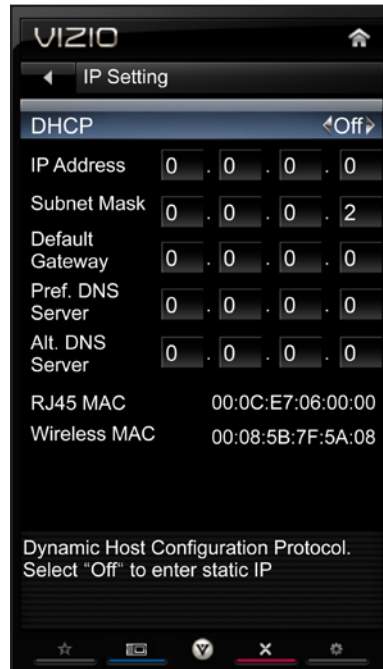 VIZIO
IP Setting
DHCP Off
IP Address 0 . 0 . 0 . 0
Subnet Mask 0 . 0 . 0 . 2
Default
Gateway 0 . 0 . 0 . 0
Pref. DNS
Server 0 . 0 . 0 . 0
Alt. DNS
Server 0 . 0 . 0 . 0
RJ45 MAC 00:0C:E7:06:00:00
Wireless MAC 00:08:5B:7F:5A:08
Dynamic Host Configuration Protocol.
Select “Off“ to enter static IP
V